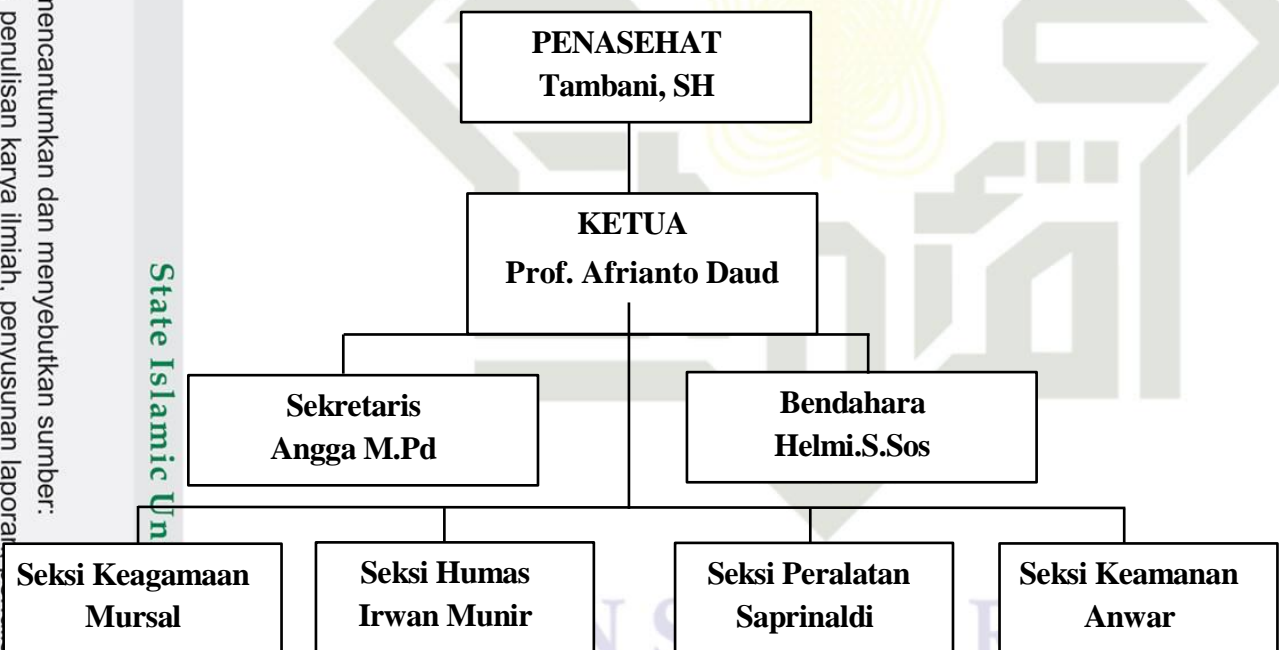 PENASEHAT
Tambani, SH
KETUA
Prof. Afrianto Daud
Sekretaris
Angga M.Pd
Bendahara
Helmi.S.Sos
Seksi Keagamaan
Mursal
Seksi Humas
Irwan Munir
Seksi Peralatan
Saprinaldi
Seksi Keamanan
Anwar
mencantumkan dan menyebutkan sumber:
penulisan karya ilmiah, penyusunan laporan
State Islamic Un